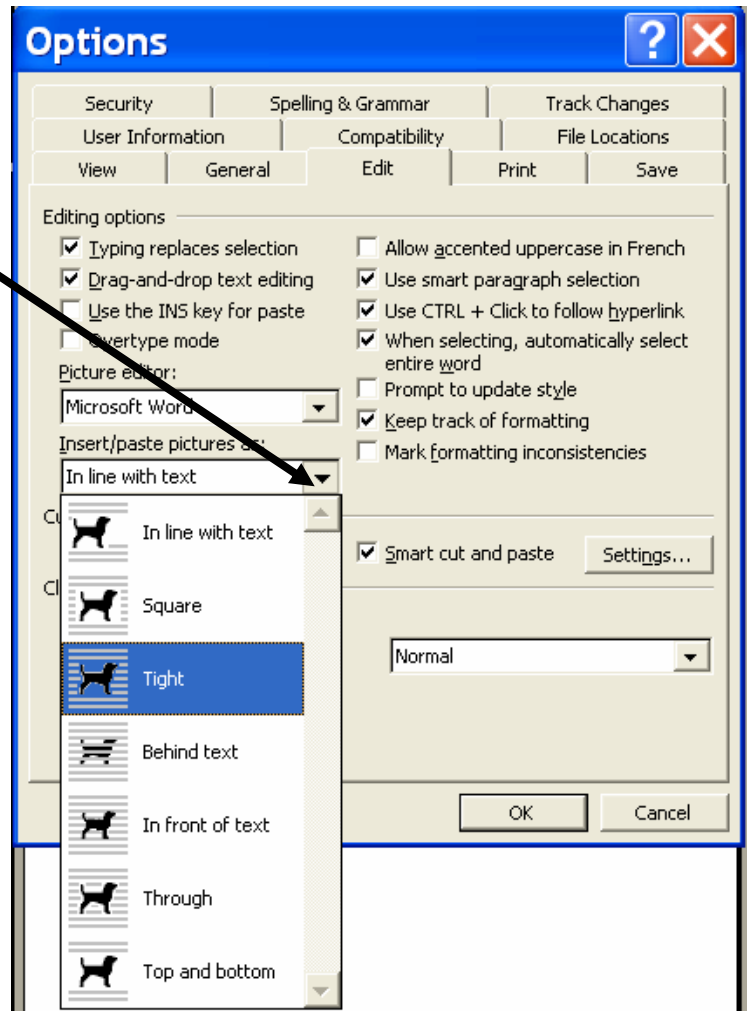 Options
Security Spelling & Grammar Track Changes
User Information Compatibility File Locations
View General Edit Print Save
Editing options
Typing replaces selection
Drag-and-drop text editing
Use the INS key for paste
Overtype mode
Picture editor:
Microsoft Word
Insert/paste pictures as:
In line with text
Allow accented uppercase in French
Use smart paragraph selection
Use CTRL + Click to follow hyperlink
When selecting, automatically select
entire word
Prompt to update style
Keep track of formatting
Mark formatting inconsistencies
Smart cut and paste Settings...
Normal
In line with text
Square
Tight
Behind text
In front of text
Through
Top and bottom
OK Cancel